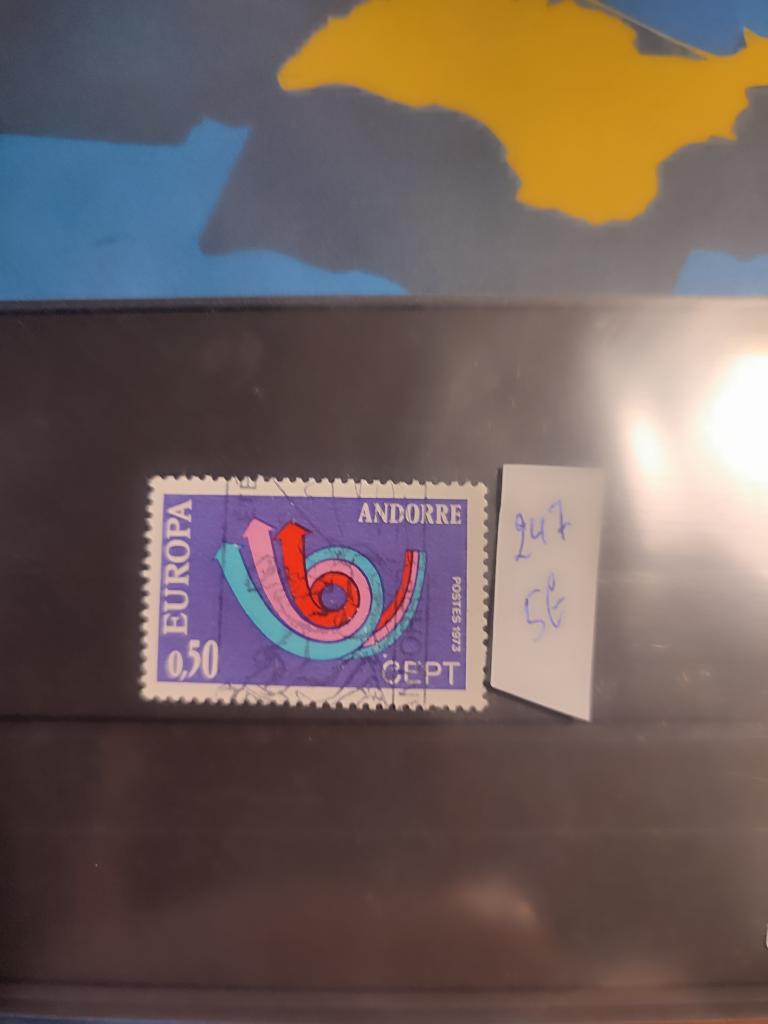 EUROPA
ANDORRE
POSTES 1973
0,50
CEPT
247
5€